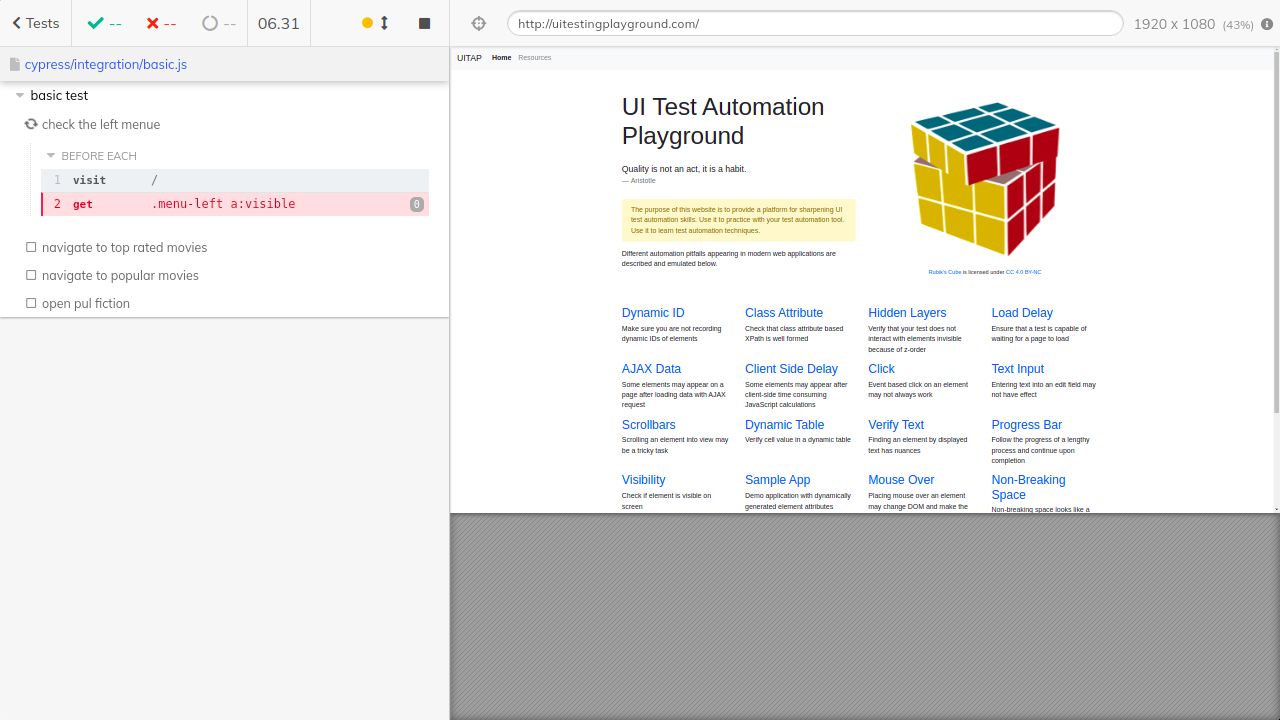 Tests
--
--
--
06.31
http://uitestingplayground.com/
1920 x 1080 (43%)
cypress/integration/basic.js
basic test
check the left menue
BEFORE EACH
1 visit /
2 get .menu-left a:visible 0
navigate to top rated movies
navigate to popular movies
open pul fiction
UITAP Home Resources
UI Test Automation
Playground
Quality is not an act, it is a habit.
— Aristotle
The purpose of this website is to provide a platform for sharpening UI
test automation skills. Use it to practice with your test automation tool.
Use it to learn test automation techniques.
Different automation pitfalls appearing in modern web applications are
described and emulated below.
Rubik's Cube is licensed under CC 4.0 BY-NC
Dynamic ID
Make sure you are not recording
dynamic IDs of elements
Class Attribute
Check that class attribute based
XPath is well formed
Hidden Layers
Verify that your test does not
interact with elements invisible
because of z-order
Load Delay
Ensure that a test is capable of
waiting for a page to load
AJAX Data
Some elements may appear on a
page after loading data with AJAX
request
Client Side Delay
Some elements may appear after
client-side time consuming
JavaScript calculations
Click
Event based click on an element
may not always work
Text Input
Entering text into an edit field may
not have effect
Scrollbars
Scrolling an element into view may
be a tricky task
Dynamic Table
Verify cell value in a dynamic table
Verify Text
Finding an element by displayed
text has nuances
Progress Bar
Follow the progress of a lengthy
process and continue upon
completion
Visibility
Check if element is visible on
screen
Sample App
Demo application with dynamically
generated element attributes
Mouse Over
Placing mouse over an element
may change DOM and make the
Non-Breaking
Space
Non-breaking space looks like a